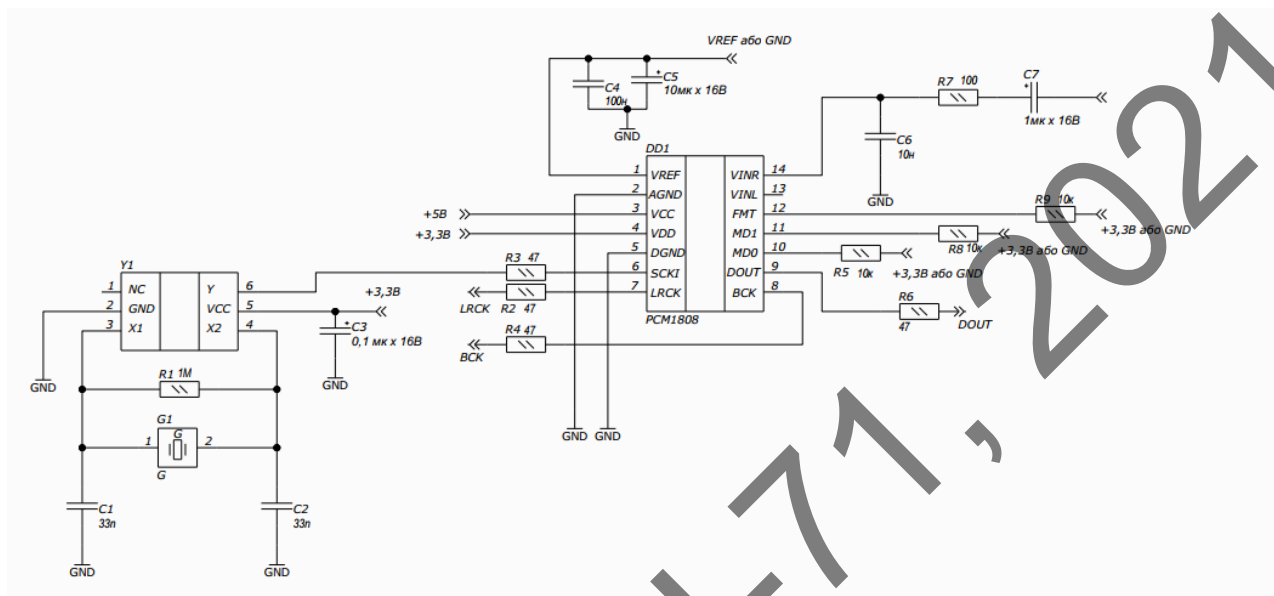 VREF або GND
C4
100н
C5
10мк х 16В
GND
R7 100
C7
1мк х 16В
C6
10н
GND
DD1
1 VREF
2 AGND
3 VCC
4 VDD
5 DGND
6 SCKI
7 LRCK
VINR 14
VINL 13
FMT 12
MD1 11
MD0 10
DOUT 9
BCK 8
PCM1808
+5В
+3,3В
R9 10к
+3,3В або GND
R8 10к
+3,3В або GND
R5 10к
+3,3В або GND
R6
47
DOUT
R3 47
LRCK
R2 47
R4 47
BCK
GND
GND
Y1
1 NC
2 GND
3 X1
Y 6
VCC 5
X2 4
+3,3В
C3
0,1 мк х 16В
GND
GND
R1 1М
G1
G
1
2
G
C1
33п
C2
33п
GND
GND
71, 2021